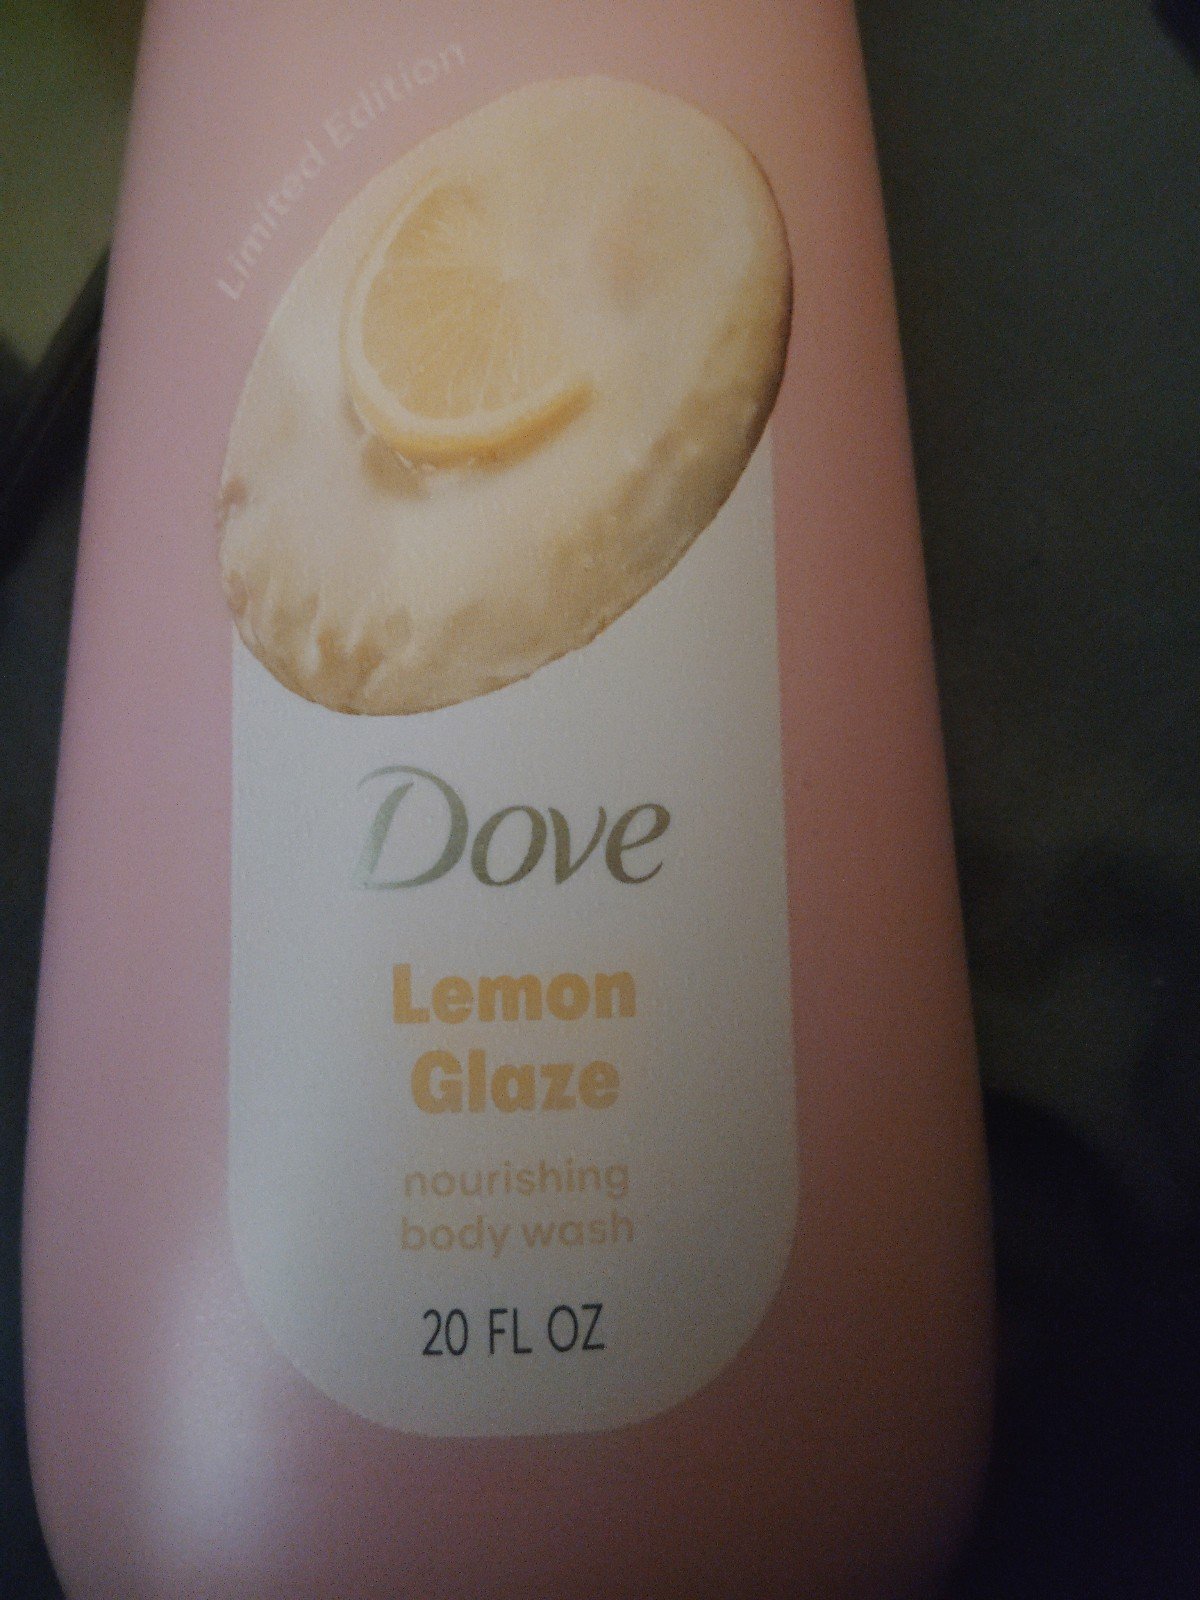 Limited Edition
Dove
Lemon
Glaze
nourishing
body wash
20 FL OZ